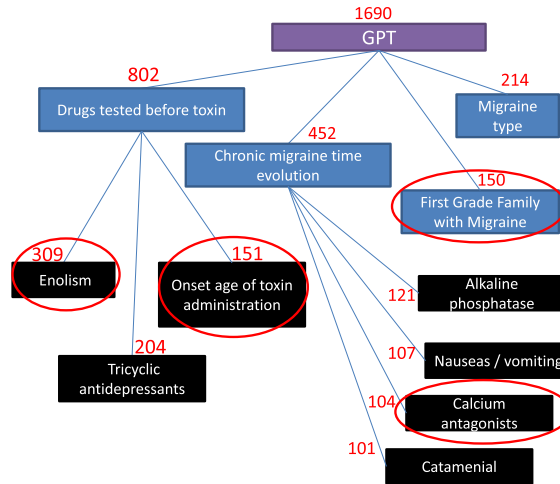 1690
GPT
802
Drugs tested before toxin
214
Migraine
type
452
Chronic migraine time
evolution
150
First Grade Family
with Migraine
309
Enolism
151
Onset age of toxin
administration
121
Alkaline
phosphatase
204
Tricyclic
antidepressants
107
Nauseas / vomiting
104
Calcium
antagonists
101
Catamenial